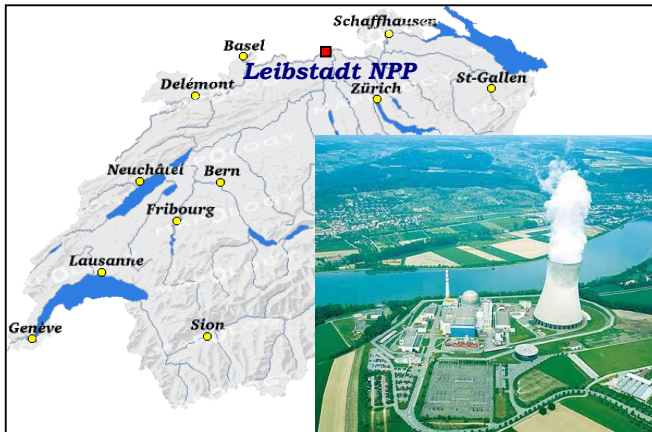 Schaffhausen
Basel
Leibstadt NPP
Delémont
Zürich
St-Gallen
Neuchâtel
Bern
Fribourg
Lausanne
Genève
Sion